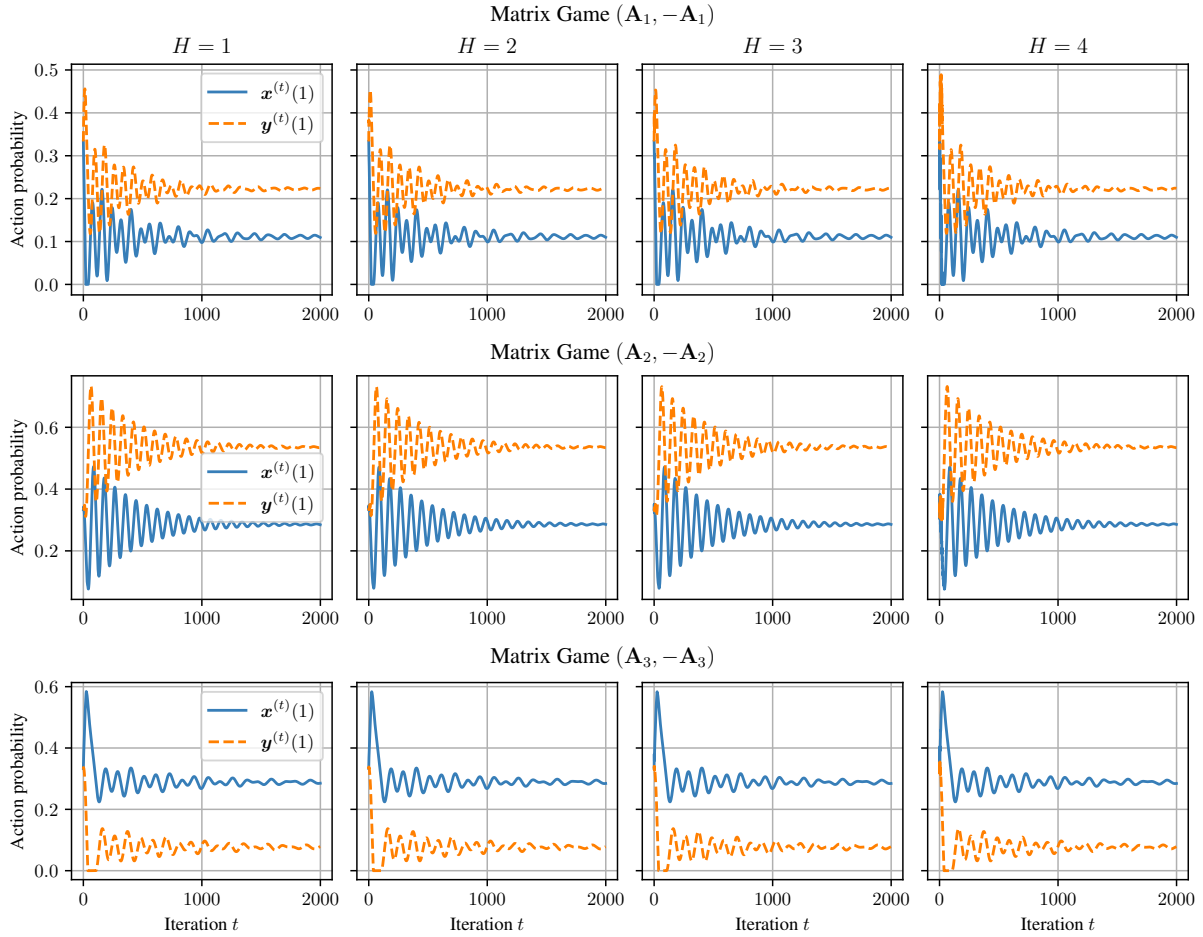 Matrix Game (A₁, −A₁)
H = 1 H = 2 H = 3 H = 4
Action probability
0.5
0.4
0.3
0.2
0.1
0.0
x⁽ᵗ⁾(1)
y⁽ᵗ⁾(1)
0 1000 2000 0 1000 2000 0 1000 2000 0 1000 2000
Matrix Game (A₂, −A₂)
Action probability
0.6
0.4
0.2
x⁽ᵗ⁾(1)
y⁽ᵗ⁾(1)
0 1000 2000 0 1000 2000 0 1000 2000 0 1000 2000
Matrix Game (A₃, −A₃)
Action probability
0.6
0.4
0.2
0.0
x⁽ᵗ⁾(1)
y⁽ᵗ⁾(1)
0 1000 2000 0 1000 2000 0 1000 2000 0 1000 2000
Iteration t Iteration t Iteration t Iteration t